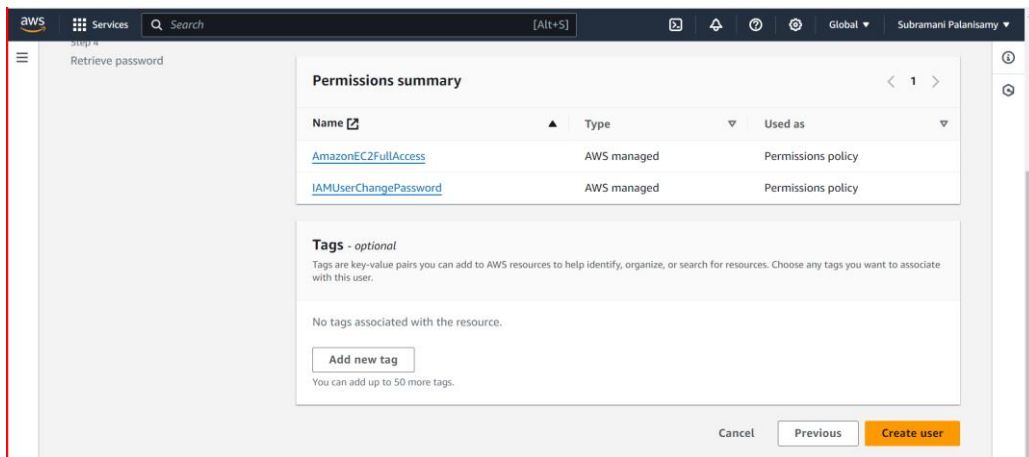 aws Services Search [Alt+S] Global Subramani Palanisamy
Step 4
Retrieve password
Permissions summary 1
Name Type Used as
AmazonEC2FullAccess AWS managed Permissions policy
IAMUserChangePassword AWS managed Permissions policy
Tags - optional
Tags are key-value pairs you can add to AWS resources to help identify, organize, or search for resources. Choose any tags you want to associate
with this user.
No tags associated with the resource.
Add new tag
You can add up to 50 more tags.
Cancel Previous Create user